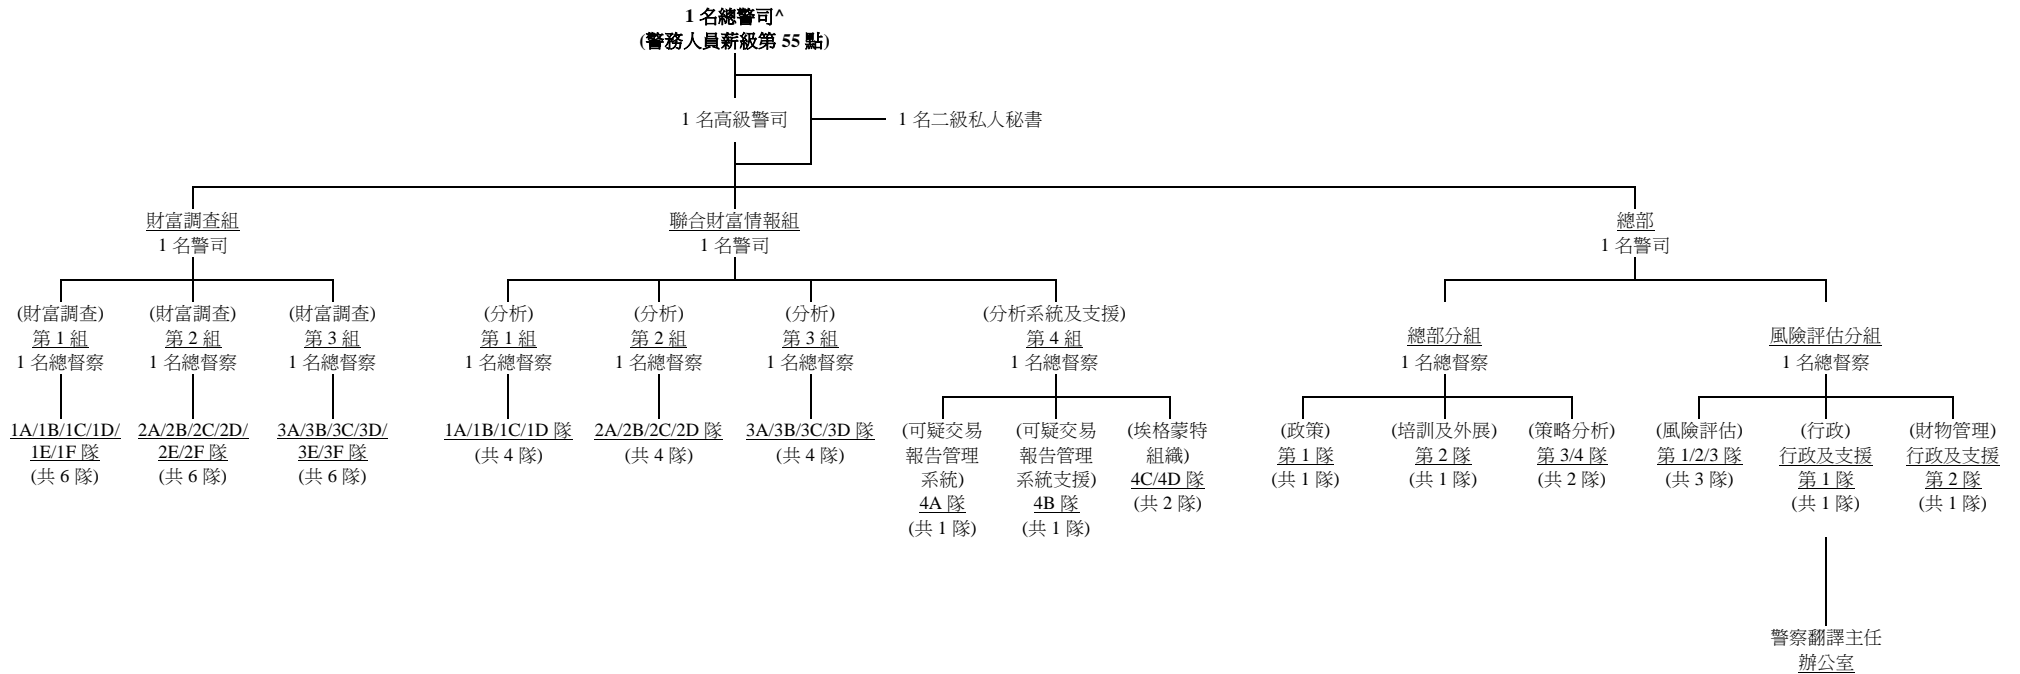 1 名總警司^
(警務人員薪級第 55 點)
1 名高級警司
1 名二級私人秘書
財富調查組
1 名警司
聯合財富情報組
1 名警司
總部
1 名警司
(財富調查)
第 1 組
1 名總督察
(財富調查)
第 2 組
1 名總督察
(財富調查)
第 3 組
1 名總督察
(分析)
第 1 組
1 名總督察
(分析)
第 2 組
1 名總督察
(分析)
第 3 組
1 名總督察
(分析系統及支援)
第 4 組
1 名總督察
總部分組
1 名總督察
風險評估分組
1 名總督察
1A/1B/1C/1D/
1E/1F 隊
(共 6 隊)
2A/2B/2C/2D/
2E/2F 隊
(共 6 隊)
3A/3B/3C/3D/
3E/3F 隊
(共 6 隊)
1A/1B/1C/1D 隊
(共 4 隊)
2A/2B/2C/2D 隊
(共 4 隊)
3A/3B/3C/3D 隊
(共 4 隊)
(可疑交易
報告管理
系統)
4A 隊
(共 1 隊)
(可疑交易
報告管理
系統支援)
4B 隊
(共 1 隊)
(埃格蒙特
組織)
4C/4D 隊
(共 2 隊)
(政策)
第 1 隊
(共 1 隊)
(培訓及外展)
第 2 隊
(共 1 隊)
(策略分析)
第 3/4 隊
(共 2 隊)
(風險評估)
第 1/2/3 隊
(共 3 隊)
(行政)
行政及支援
第 1 隊
(共 1 隊)
(財物管理)
行政及支援
第 2 隊
(共 1 隊)
警察翻譯主任
辦公室